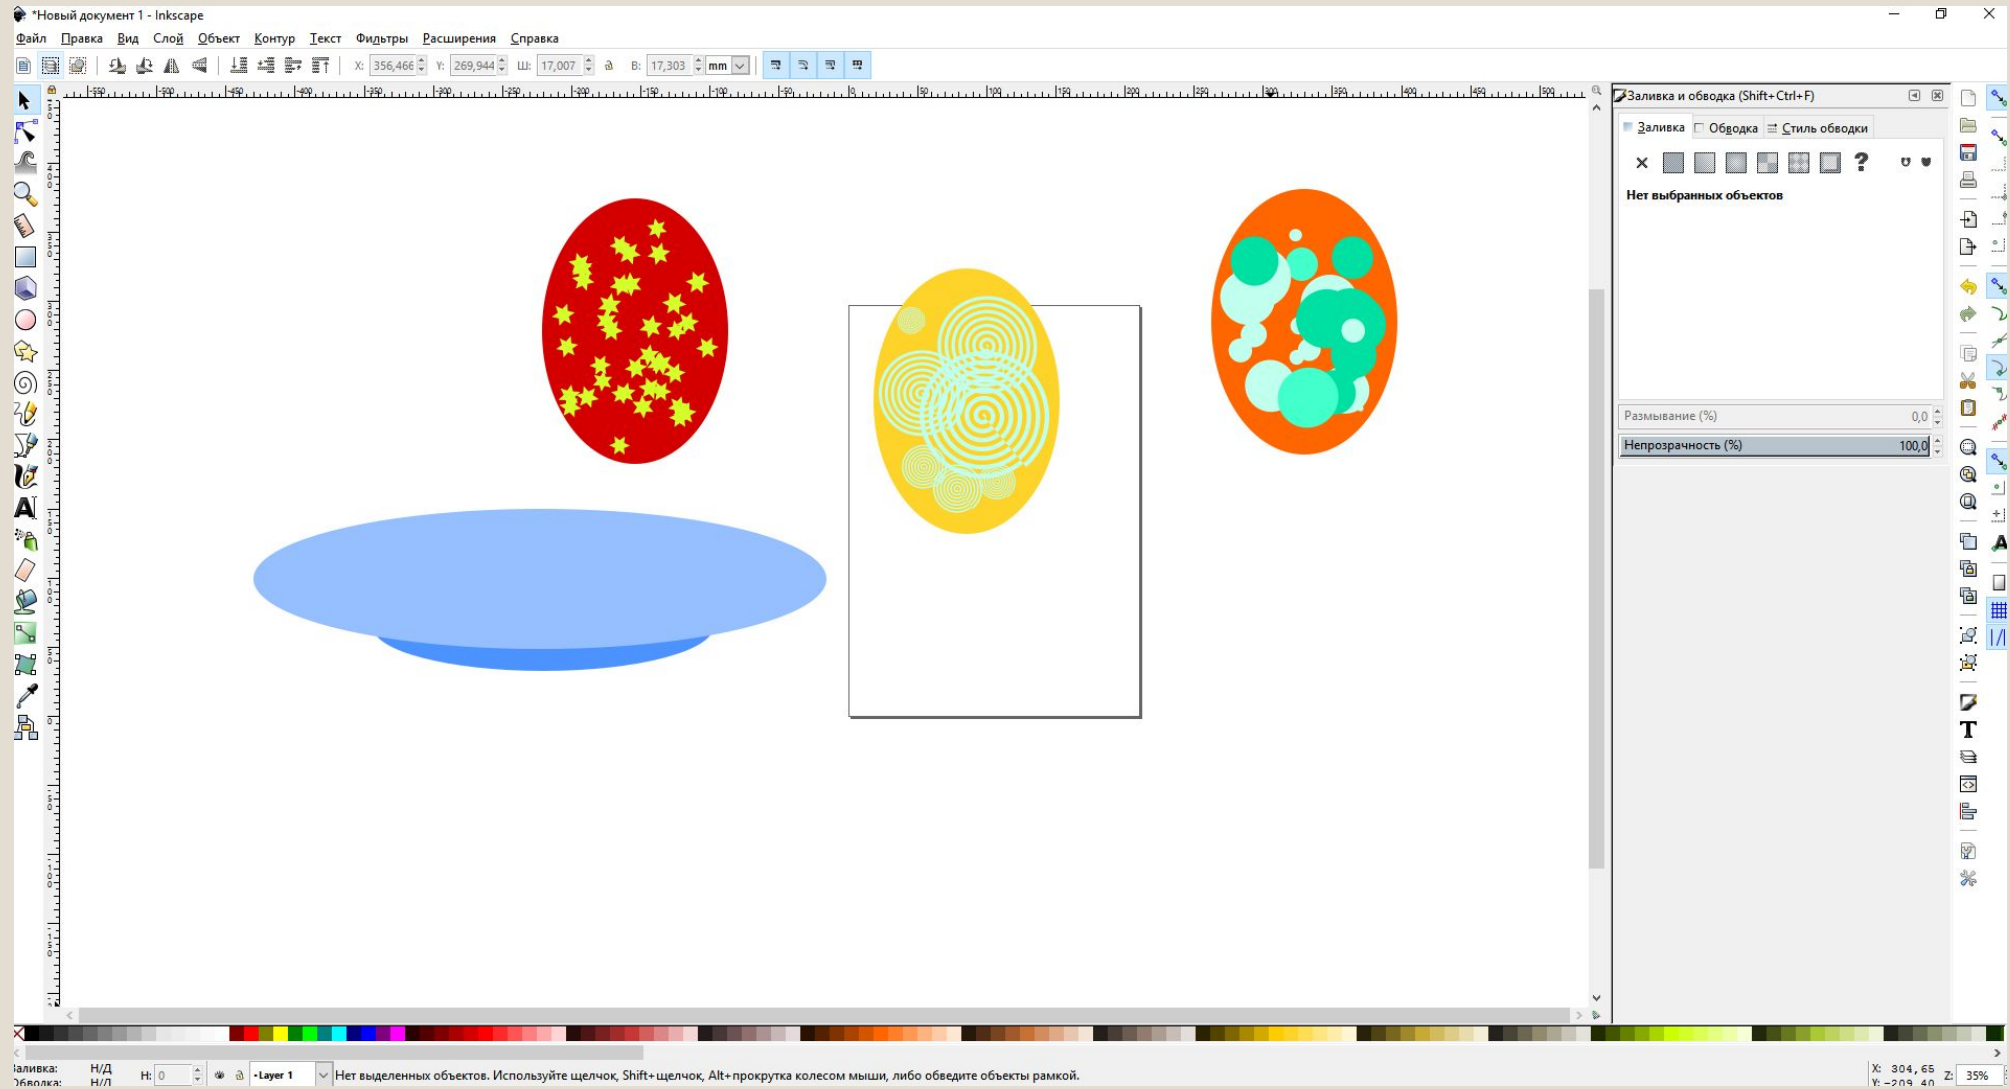 *Новый документ 1 - Inkscape
Файл Правка Вид Слой Объект Контур Текст Фильтры Расширения Справка
X: 356,466 Y: 269,944 Ш: 17,007 В: 17,303 mm
Заливка и обводка (Shift+Ctrl+F)
Заливка Обводка Стиль обводки
Нет выбранных объектов
Размывание (%) 0,0
Непрозрачность (%) 100,0
Заливка: Н/Д
Обводка: Н/Д
Н: 0
•Layer 1
Нет выделенных объектов. Используйте щелчок, Shift+щелчок, Alt+прокрутка колесом мыши, либо обведите объекты рамкой.
X: 304,65
Y: -209,40
Z: 35%